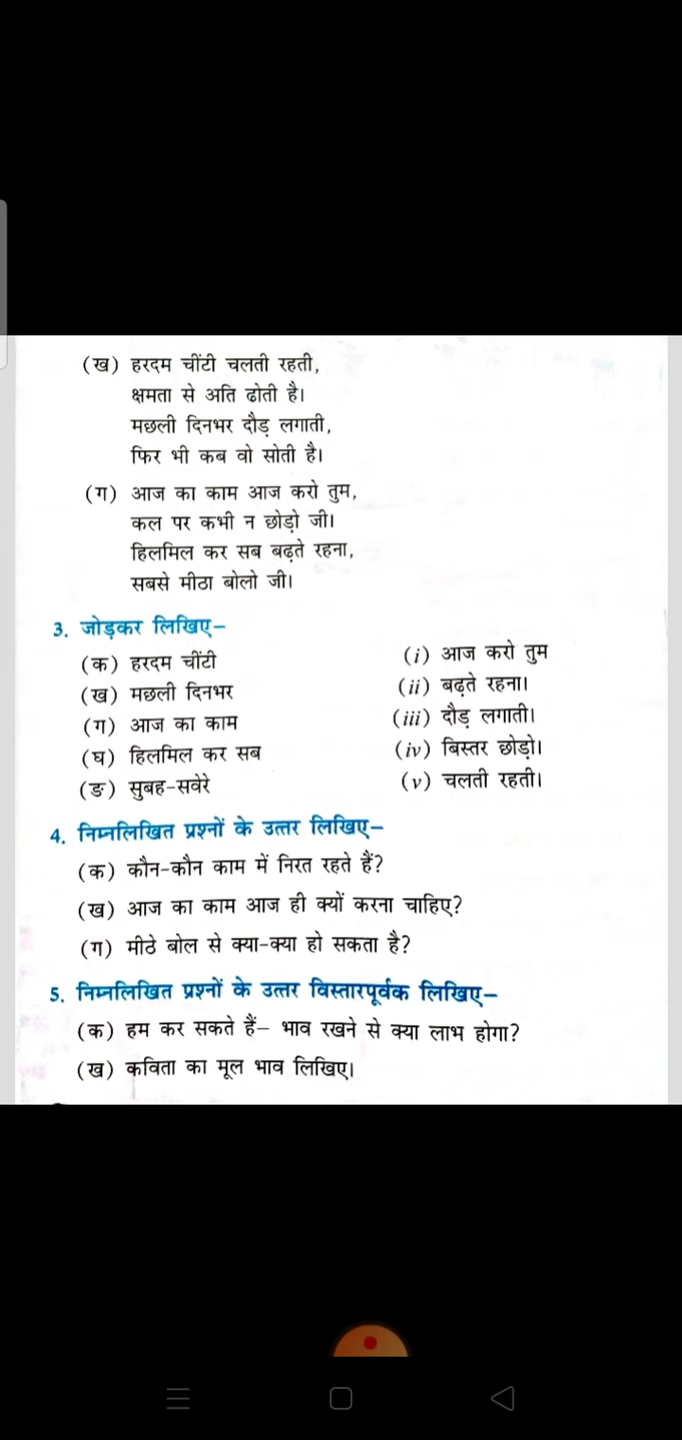 (ख) हरदम चींटी चलती रहती,
क्षमता से अति ढोती है।
मछली दिनभर दौड़ लगाती,
फिर भी कब वो सोती है।
(ग) आज का काम आज करो तुम,
कल पर कभी न छोड़ो जी।
हिलमिल कर सब बढ़ते रहना,
सबसे मीठा बोलो जी।
3. जोड़कर लिखिए–
(क) हरदम चींटी (i) आज करो तुम
(ख) मछली दिनभर (ii) बढ़ते रहना।
(ग) आज का काम (iii) दौड़ लगाती।
(घ) हिलमिल कर सब (iv) बिस्तर छोड़ो।
(ङ) सुबह-सवेरे (v) चलती रहती।
4. निम्नलिखित प्रश्नों के उत्तर लिखिए–
(क) कौन-कौन काम में निरत रहते हैं?
(ख) आज का काम आज ही क्यों करना चाहिए?
(ग) मीठे बोल से क्या-क्या हो सकता है?
5. निम्नलिखित प्रश्नों के उत्तर विस्तारपूर्वक लिखिए–
(क) हम कर सकते हैं– भाव रखने से क्या लाभ होगा?
(ख) कविता का मूल भाव लिखिए।